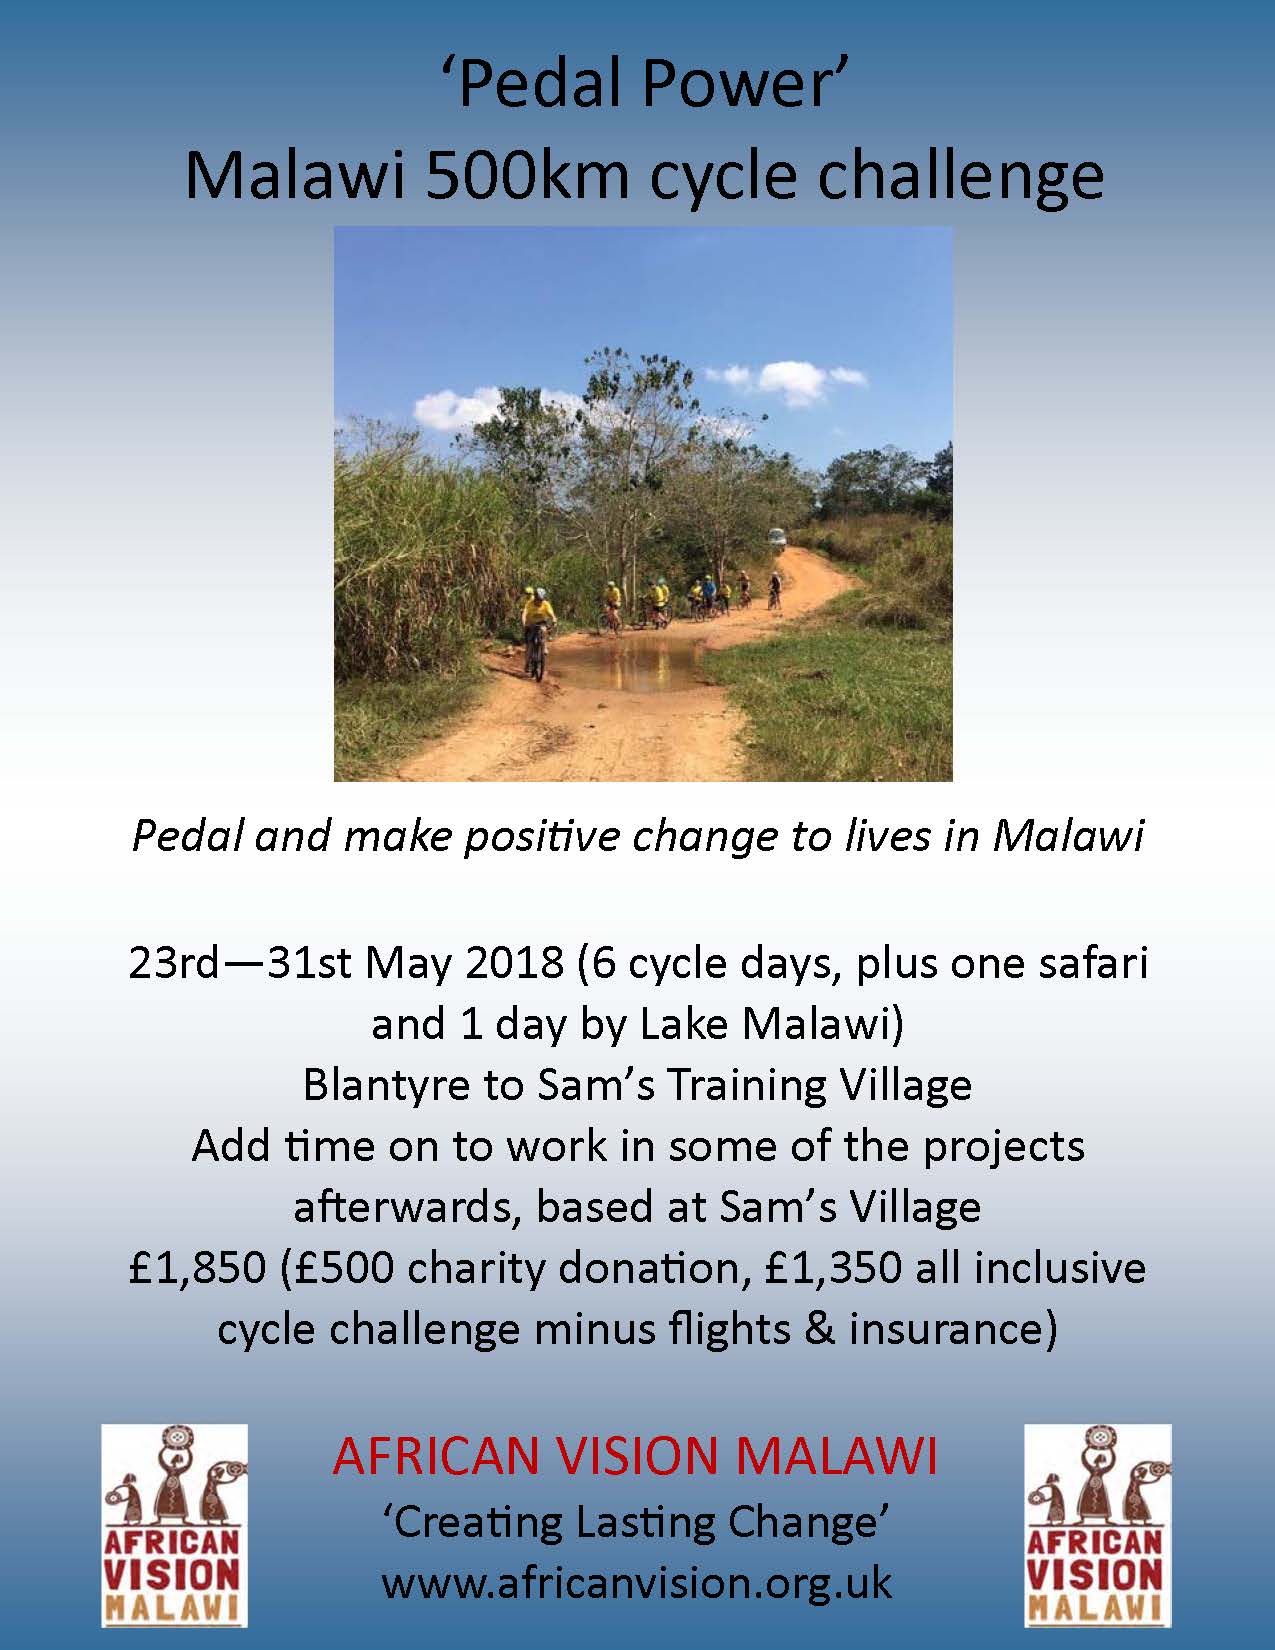 ‘Pedal Power’
Malawi 500km cycle challenge
Pedal and make positive change to lives in Malawi
23rd—31st May 2018 (6 cycle days, plus one safari
and 1 day by Lake Malawi)
Blantyre to Sam’s Training Village
Add time on to work in some of the projects
afterwards, based at Sam’s Village
£1,850 (£500 charity donation, £1,350 all inclusive
cycle challenge minus flights & insurance)
AFRICAN VISION MALAWI
‘Creating Lasting Change’
www.africanvision.org.uk
AFRICAN
VISION
MALAWI
AFRICAN
VISION
MALAWI